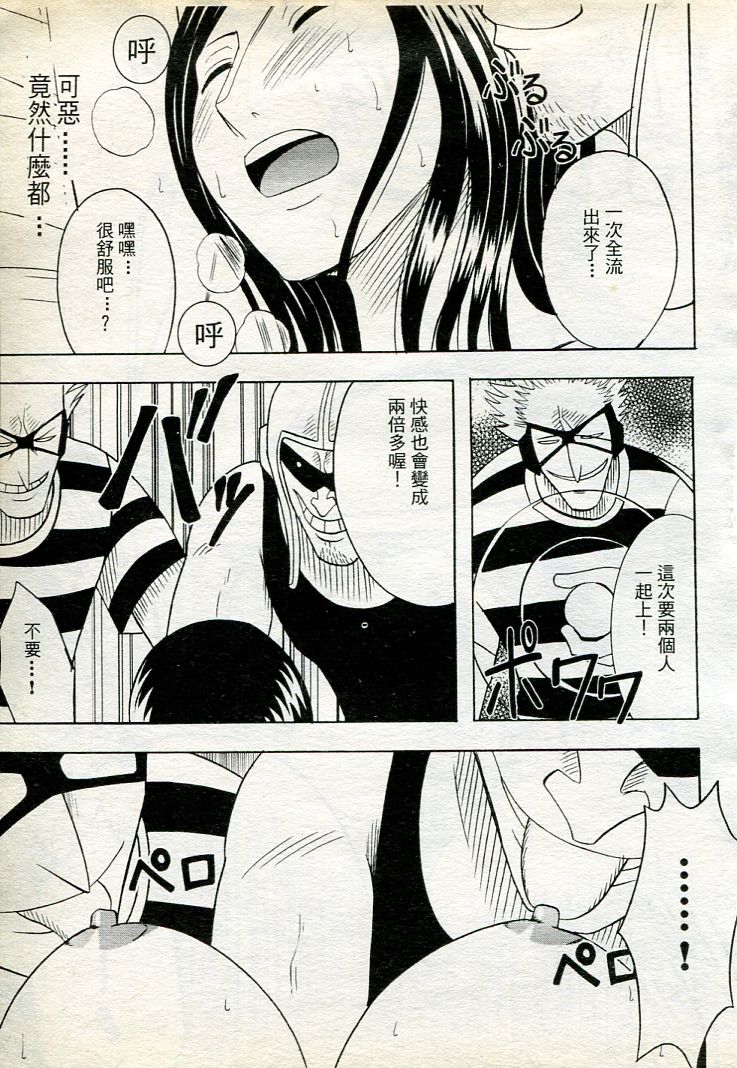 ぶる
ぶる
一次全流
出來了…
呼
可惡……
竟然什麼都…
嘿嘿…
很舒服吧…？
呼
這次要兩個人
一起上！
ポワワ
快感也會變成
兩倍多喔！
バッ
不要…！
……！
ペロ
ペロ